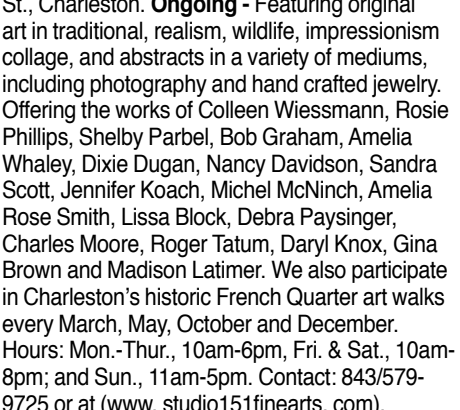 St., Charleston. Ongoing - Featuring original
art in traditional, realism, wildlife, impressionism
collage, and abstracts in a variety of mediums,
including photography and hand crafted jewelry.
Offering the works of Colleen Wiessmann, Rosie
Phillips, Shelby Parbel, Bob Graham, Amelia
Whaley, Dixie Dugan, Nancy Davidson, Sandra
Scott, Jennifer Koach, Michel McNinch, Amelia
Rose Smith, Lissa Block, Debra Paysinger,
Charles Moore, Roger Tatum, Daryl Knox, Gina
Brown and Madison Latimer. We also participate
in Charleston's historic French Quarter art walks
every March, May, October and December.
Hours: Mon.-Thur., 10am-6pm, Fri. & Sat., 10am-
8pm; and Sun., 11am-5pm. Contact: 843/579-
9725 or at (www. studio151finearts. com).